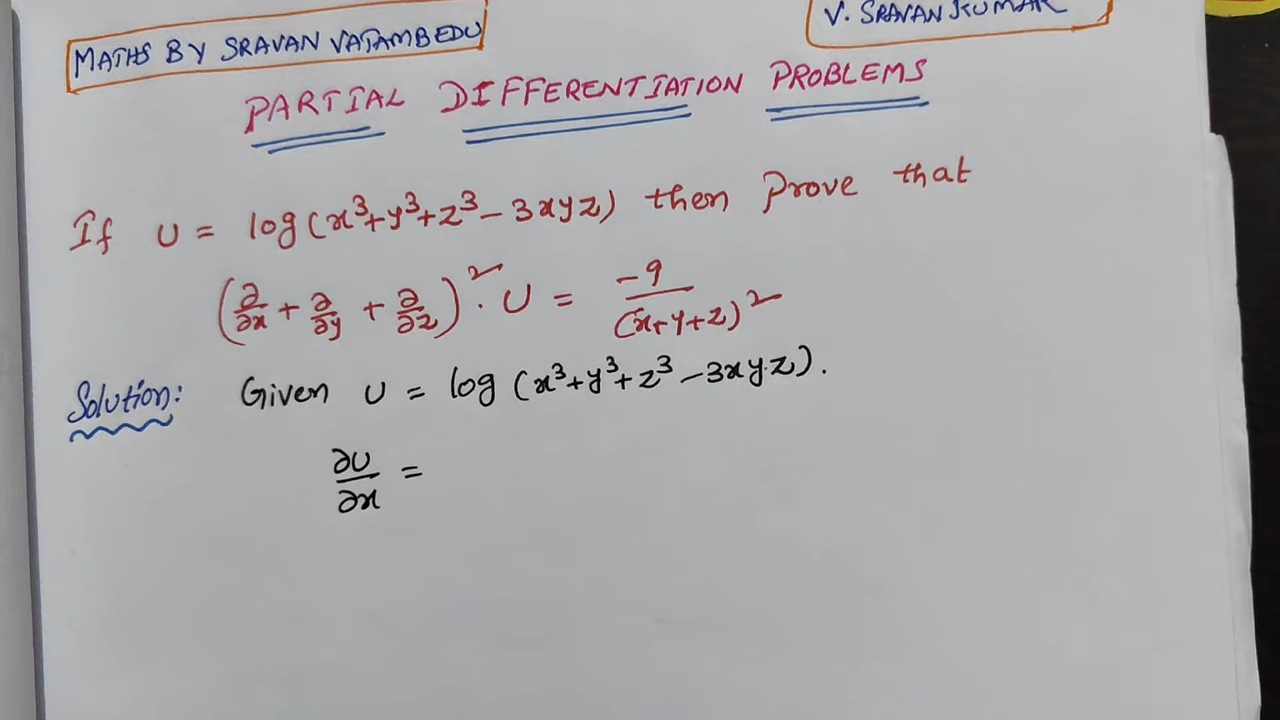 MATHS BY SRAVAN VATAMBEDU
V. SRAVAN KUMAR
PARTIAL DIFFERENTIATION PROBLEMS
If U = log(x³+y³+z³-3xyz) then prove that
(∂/∂x + ∂/∂y + ∂/∂z)². U = -9/(x+y+z)²
Solution: Given U = log (x³+y³+z³-3xyz).
∂U/∂x =